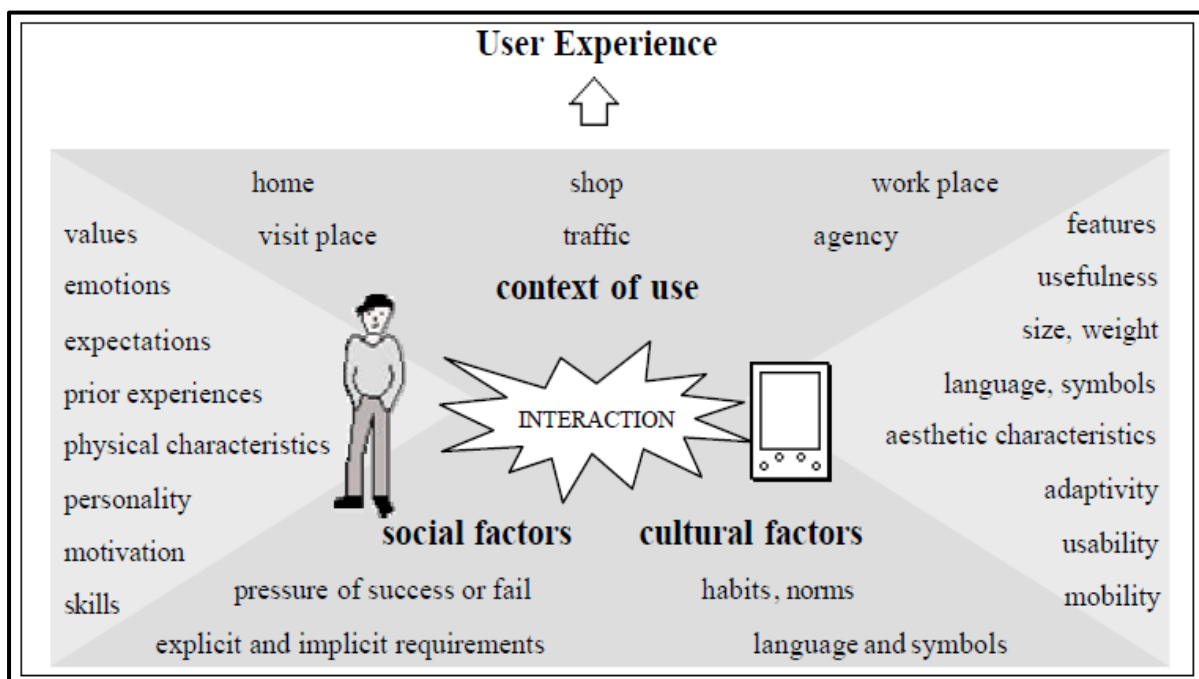 User Experience
home
shop
work place
visit place
traffic
agency
context of use
values
emotions
expectations
prior experiences
physical characteristics
personality
motivation
skills
INTERACTION
features
usefulness
size, weight
language, symbols
aesthetic characteristics
adaptivity
usability
mobility
social factors
pressure of success or fail
explicit and implicit requirements
cultural factors
habits, norms
language and symbols